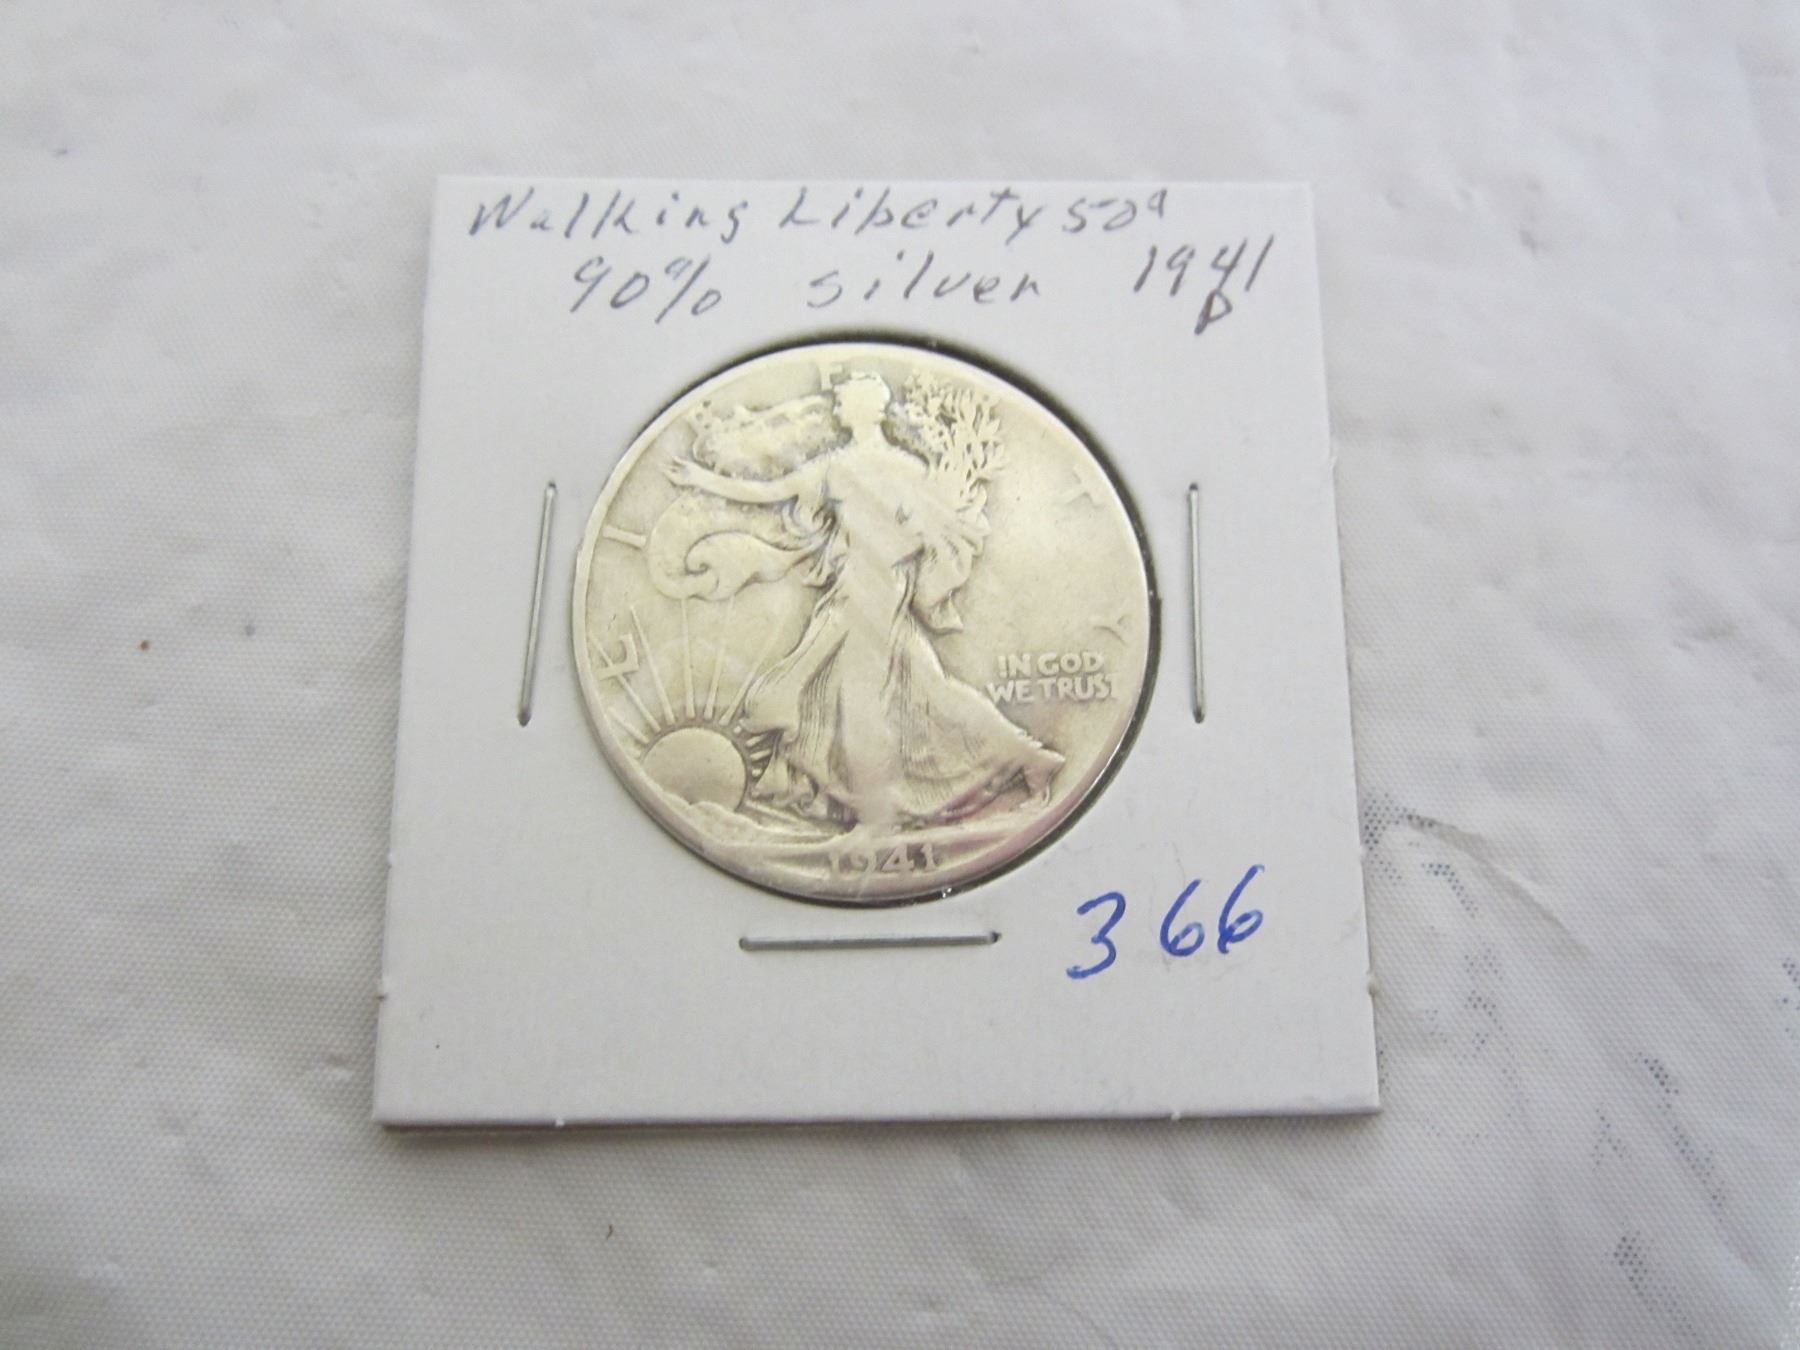 Walking Liberty 50¢
90% silver 1941
D
L I F T Y
IN GOD
WE TRUST
1941
366